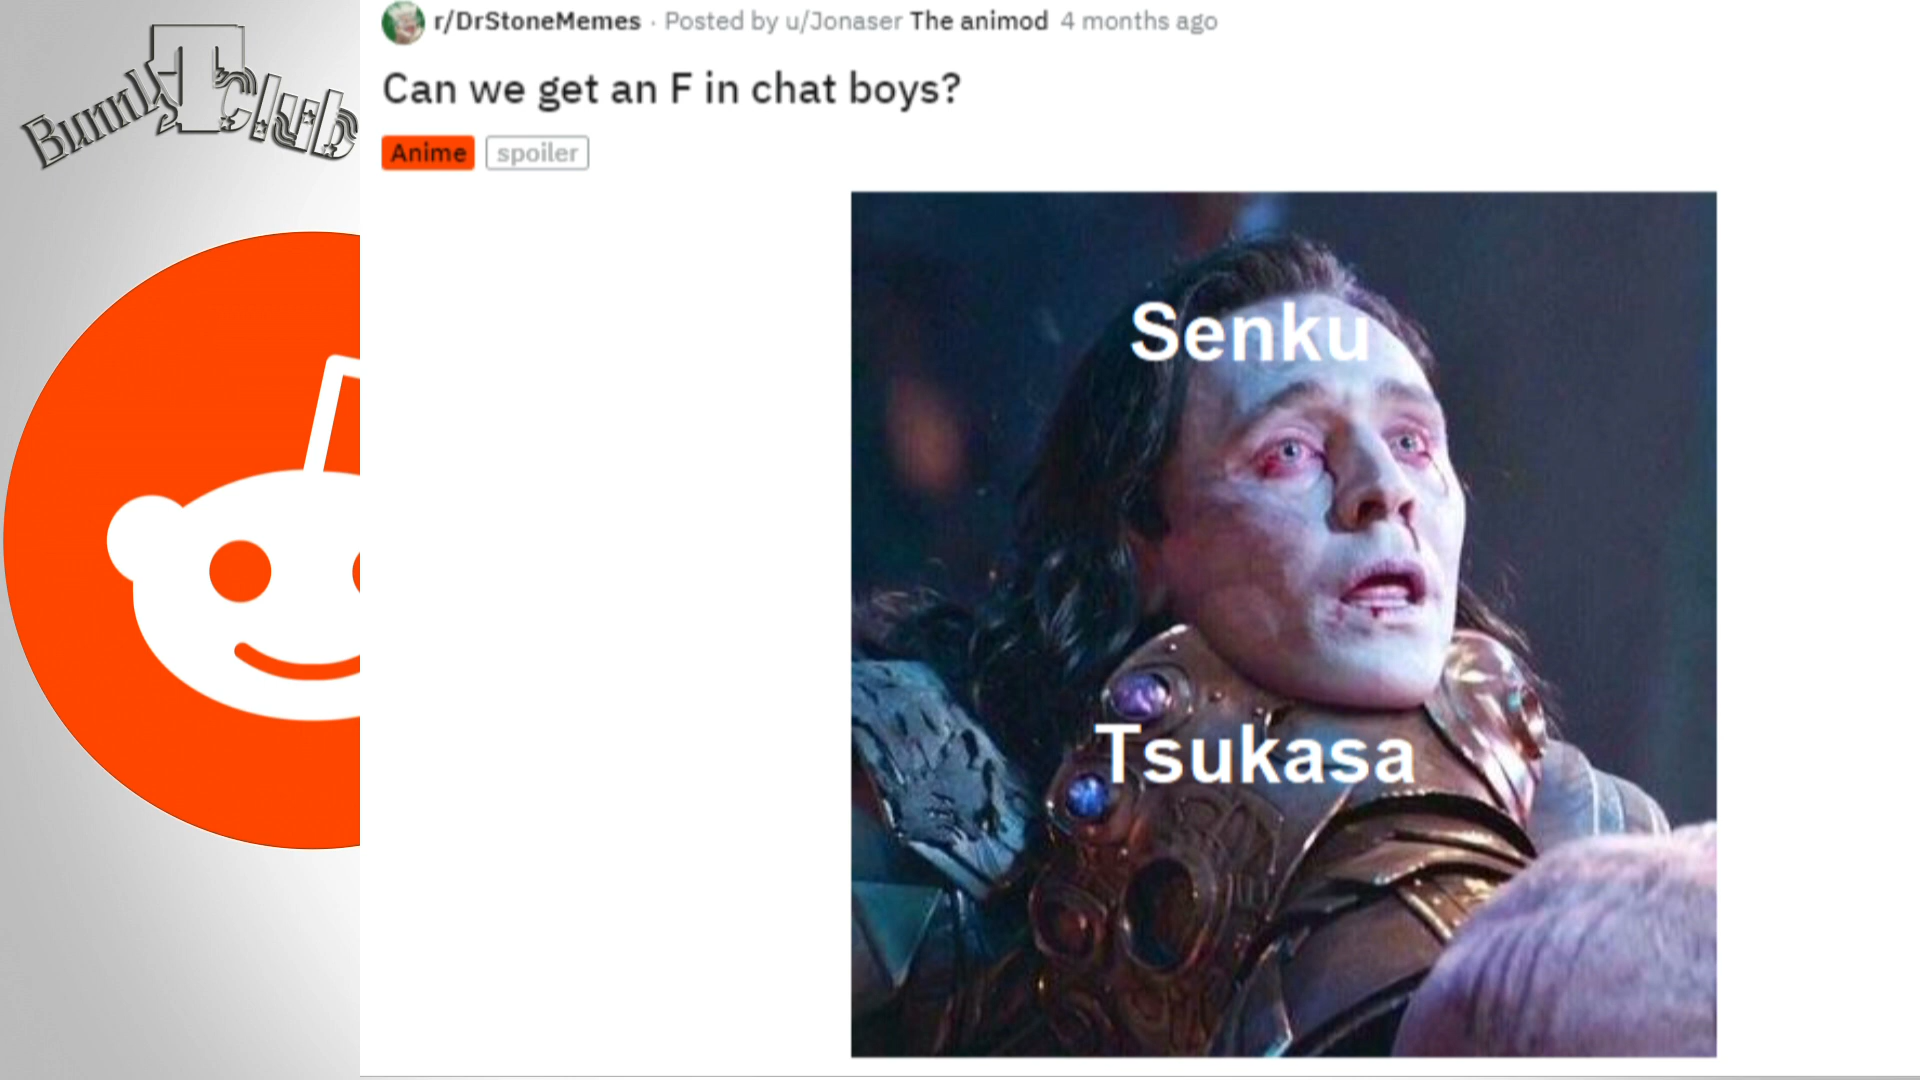 Bunny T club
r/DrStoneMemes · Posted by u/Jonaser The animod 4 months ago
Can we get an F in chat boys?
Anime spoiler
Senku
Tsukasa